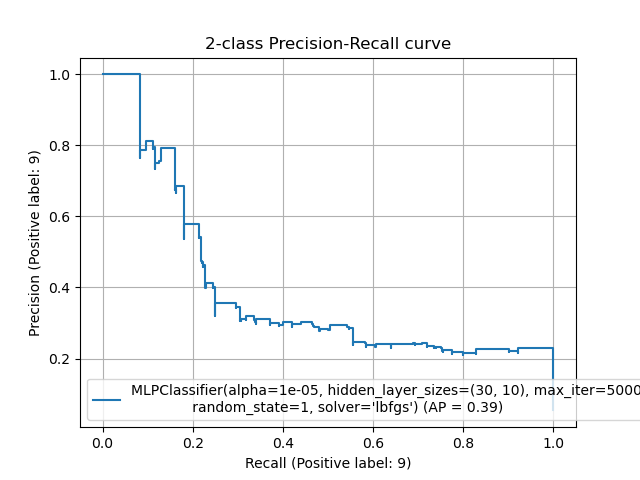 2-class Precision-Recall curve
1.0
0.8
0.6
0.4
0.2
Precision (Positive label: 9)
MLPClassifier(alpha=1e-05, hidden_layer_sizes=(30, 10), max_iter=5000
random_state=1, solver='lbfgs') (AP = 0.39)
0.0 0.2 0.4 0.6 0.8 1.0
Recall (Positive label: 9)